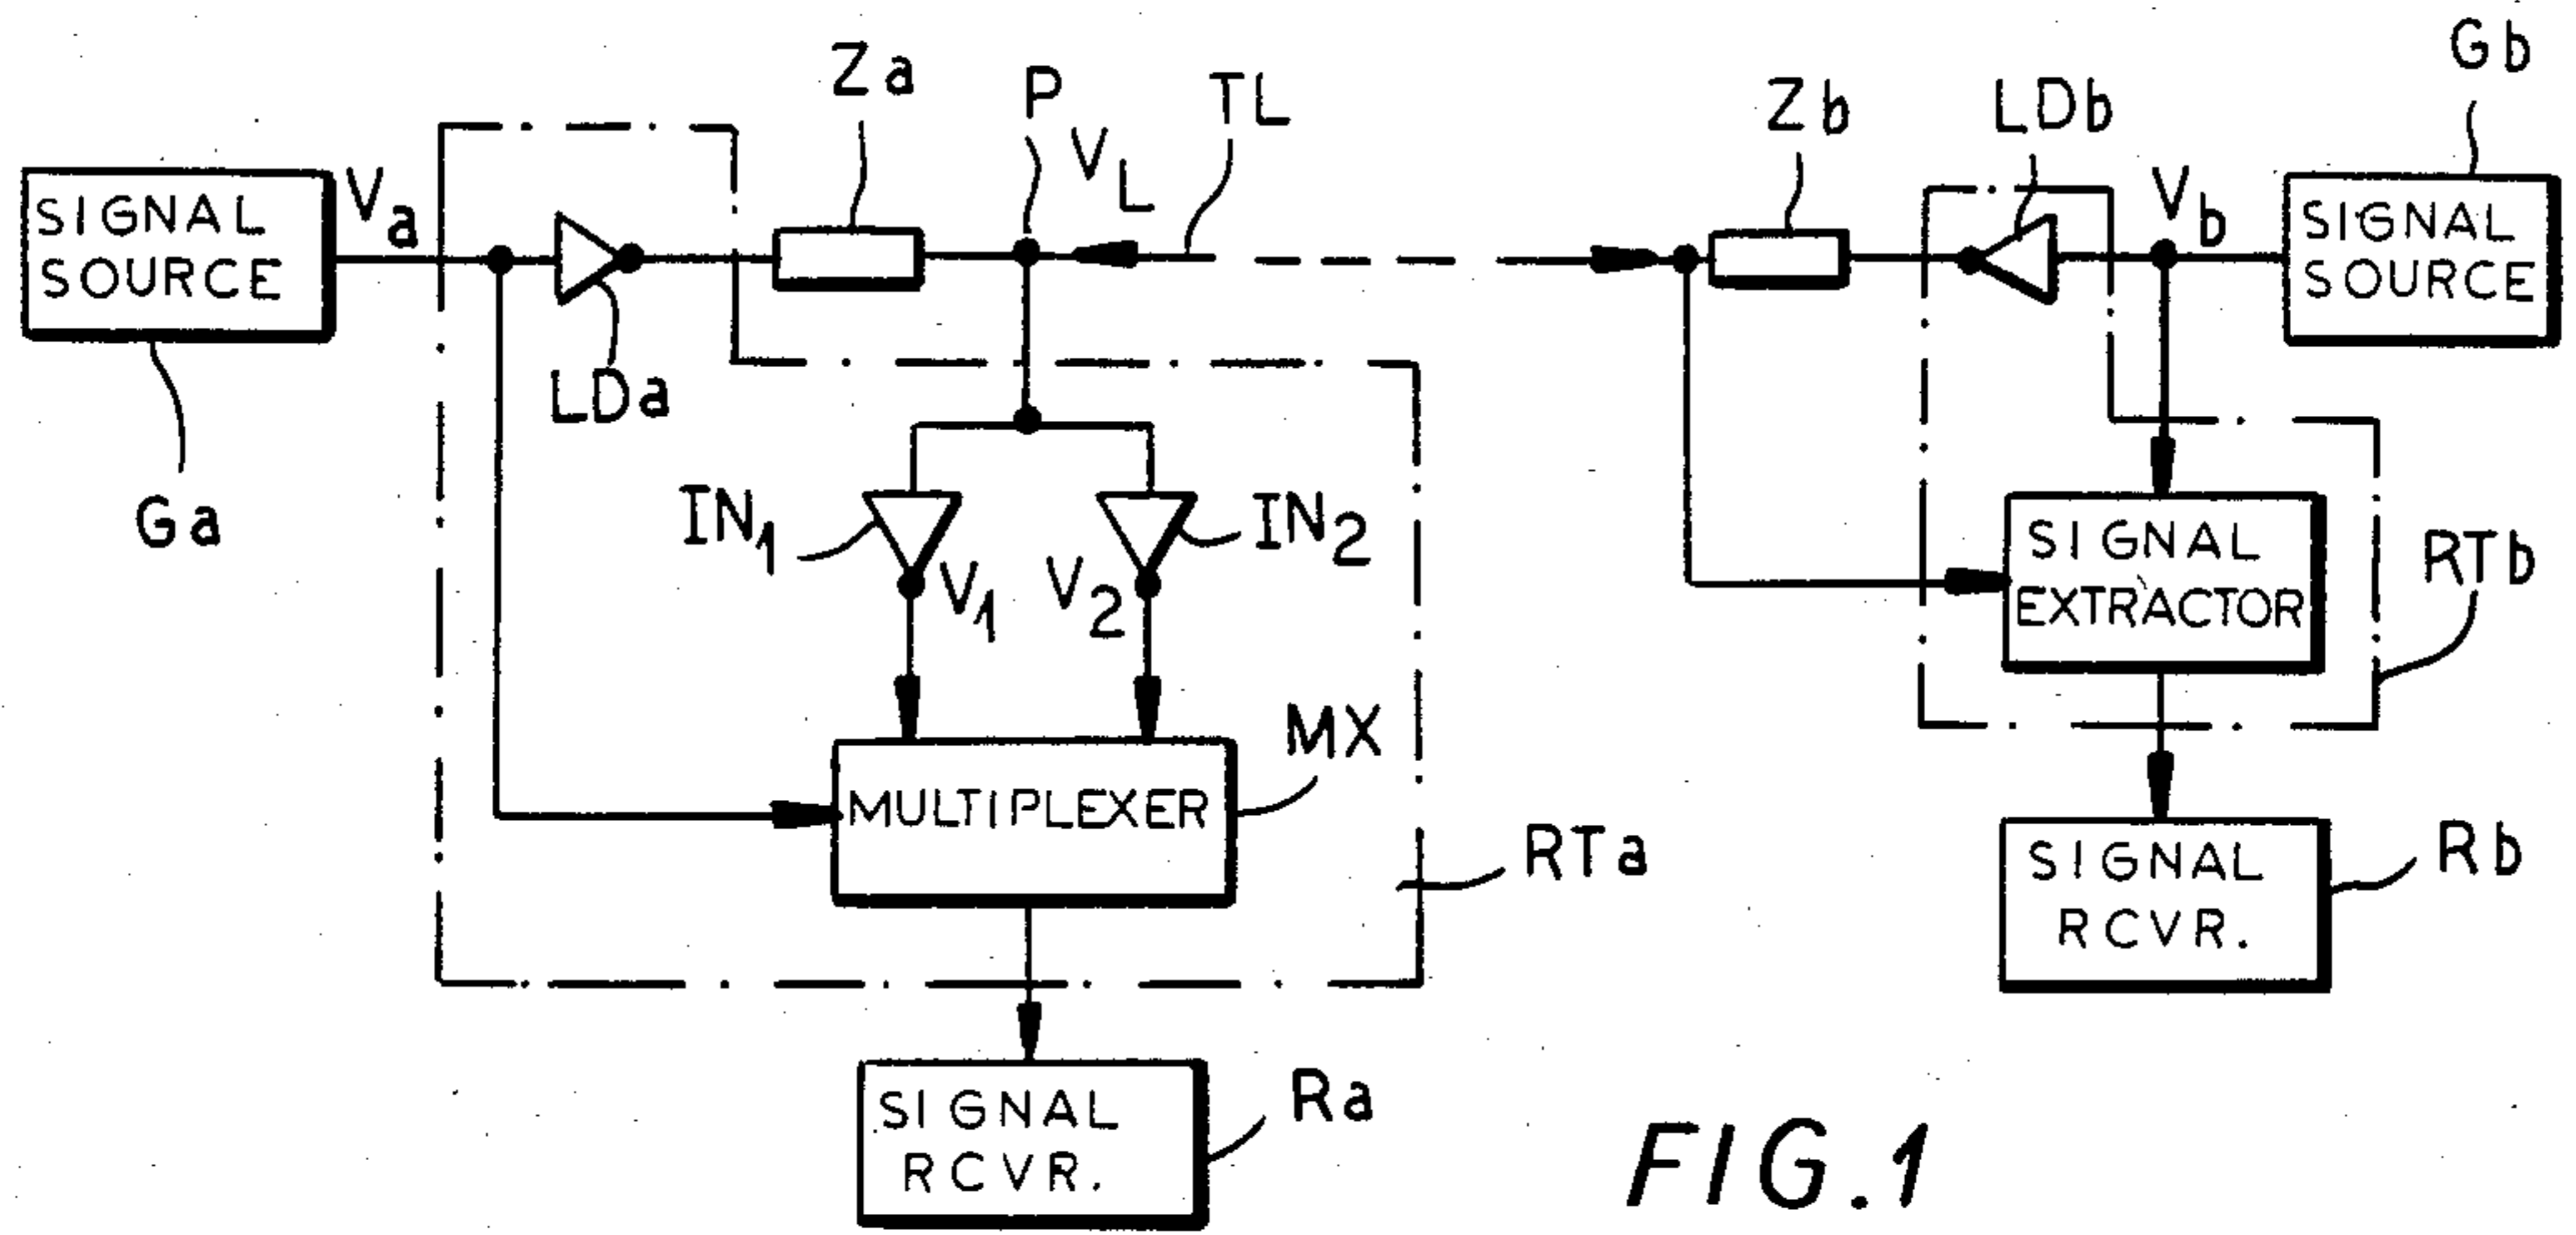 Gb
Za
P
TL
Zb
LDb
VL
SIGNAL
SOURCE
Va
Vb
SIGNAL
SOURCE
LDa
Ga
IN1
IN2
V1
V2
SIGNAL
EXTRACTOR
RTb
MX
MULTIPLEXER
RTa
SIGNAL
RCVR.
Rb
SIGNAL
RCVR.
Ra
FIG.1